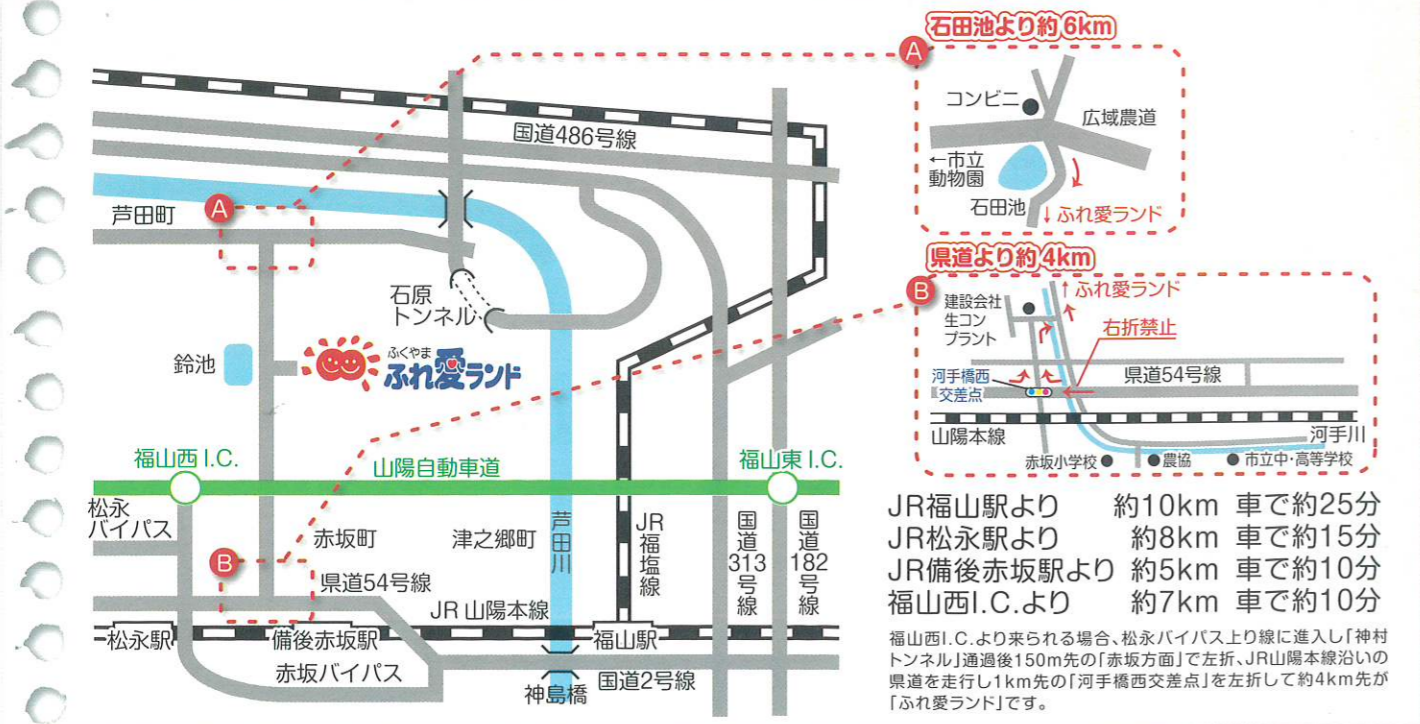 国道486号線
芦田町
A
石原
トンネル
鈴池
ふくやま
ふれ愛ランド
福山西I.C.
山陽自動車道
福山東I.C.
松永
バイパス
B
赤坂町
津之郷町
芦田川
JR福塩線
国道313号線
国道182号線
県道54号線
JR山陽本線
松永駅
備後赤坂駅
福山駅
赤坂バイパス
神島橋
国道2号線
石田池より約6km
A
コンビニ
広域農道
←市立
動物園
石田池
↓ふれ愛ランド
県道より約4km
B
建設会社
生コン
プラント
↑ふれ愛ランド
右折禁止
河手橋西
交差点
県道54号線
山陽本線
河手川
赤坂小学校●
●農協
●市立中・高等学校
JR福山駅より 約10km 車で約25分
JR松永駅より 約8km 車で約15分
JR備後赤坂駅より 約5km 車で約10分
福山西I.C.より 約7km 車で約10分
福山西I.C.より来られる場合、松永バイパス上り線に進入し「神村
トンネル」通過後150m先の「赤坂方面」で左折、JR山陽本線沿いの
県道を走行し1km先の「河手橋西交差点」を左折して約4km先が
「ふれ愛ランド」です。